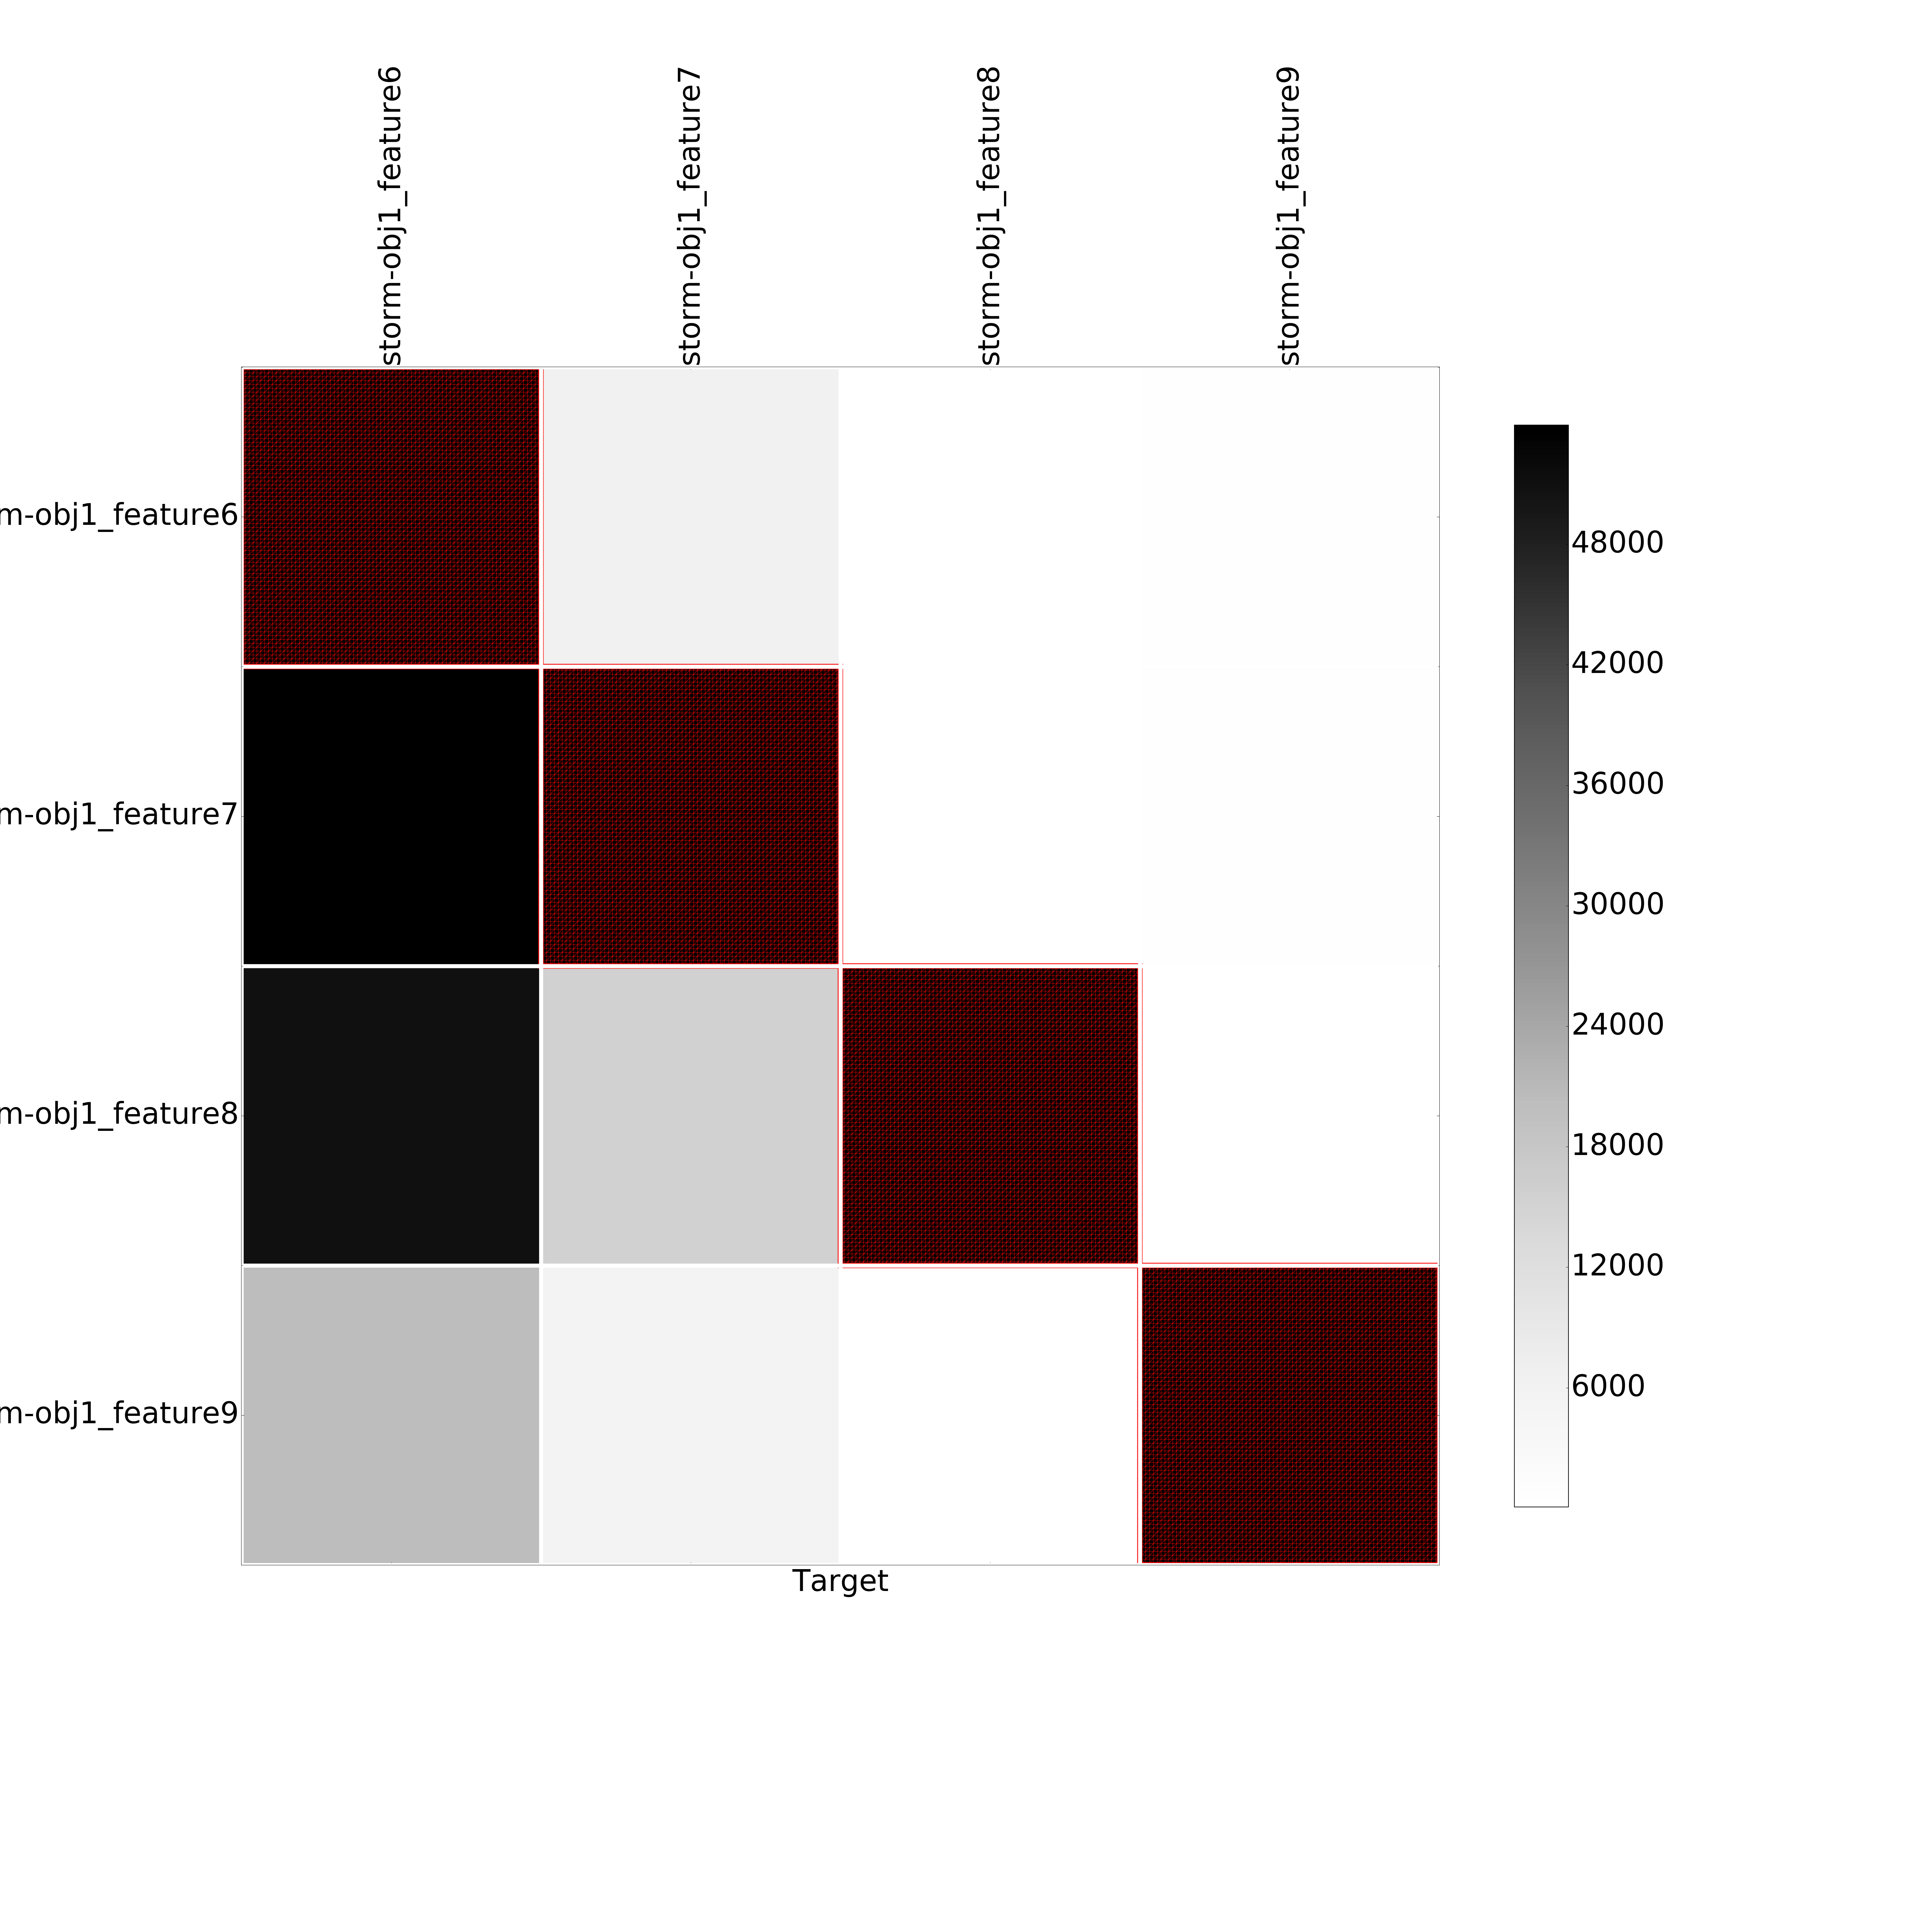 storm-obj1_feature6
storm-obj1_feature7
storm-obj1_feature8
storm-obj1_feature9
m-obj1_feature6
m-obj1_feature7
m-obj1_feature8
m-obj1_feature9
48000
42000
36000
30000
24000
18000
12000
6000
Target